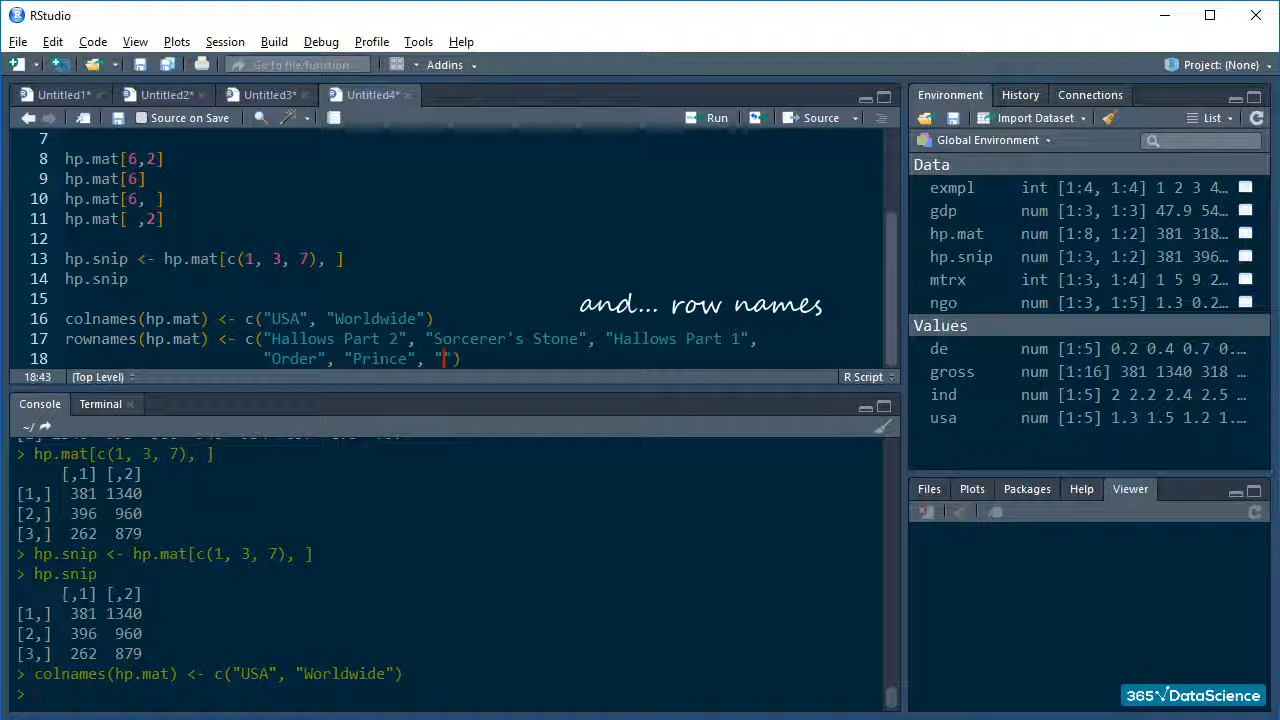 RStudio
File Edit Code View Plots Session Build Debug Profile Tools Help
Go to file/function Addins Project: (None)
Untitled1* Untitled2* Untitled3* Untitled4*
Source on Save Run Source
7
8 hp.mat[6,2]
9 hp.mat[6]
10 hp.mat[6, ]
11 hp.mat[ ,2]
12
13 hp.snip <- hp.mat[c(1, 3, 7), ]
14 hp.snip
15
and... row names
16 colnames(hp.mat) <- c("USA", "Worldwide")
17 rownames(hp.mat) <- c("Hallows Part 2", "Sorcerer's Stone", "Hallows Part 1",
18 "Order", "Prince", "")
18:43 (Top Level) R Script
Console Terminal
~/
> hp.mat[c(1, 3, 7), ]
[,1] [,2]
[1,] 381 1340
[2,] 396 960
[3,] 262 879
> hp.snip <- hp.mat[c(1, 3, 7), ]
> hp.snip
[,1] [,2]
[1,] 381 1340
[2,] 396 960
[3,] 262 879
> colnames(hp.mat) <- c("USA", "Worldwide")
>
Environment History Connections
Import Dataset List
Global Environment
Data
exmpl int [1:4, 1:4] 1 2 3 4…
gdp num [1:3, 1:3] 47.9 54…
hp.mat num [1:8, 1:2] 381 318…
hp.snip num [1:3, 1:2] 381 396…
mtrx int [1:3, 1:4] 1 5 9 2…
ngo num [1:3, 1:5] 1.3 0.2…
Values
de num [1:5] 0.2 0.4 0.7 0.…
gross num [1:16] 381 1340 318 …
ind num [1:5] 2 2.2 2.4 2.5 …
usa num [1:5] 1.3 1.5 1.2 1.…
Files Plots Packages Help Viewer
365 DataScience